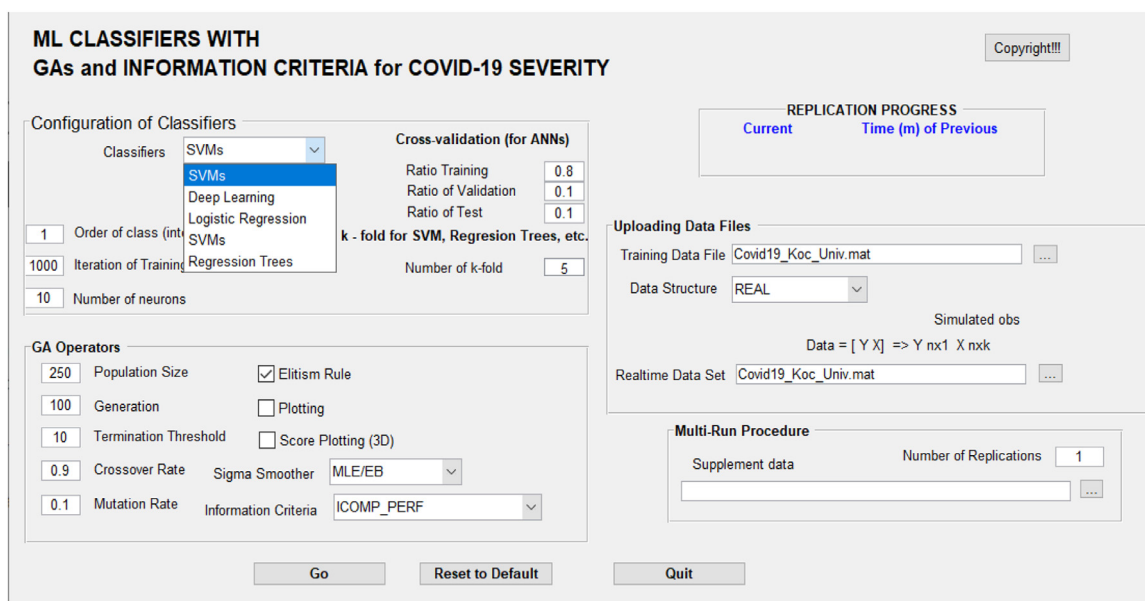 ML CLASSIFIERS WITH
GAs and INFORMATION CRITERIA for COVID-19 SEVERITY
Copyright!!!
Configuration of Classifiers
Classifiers SVMs
SVMs
Deep Learning
Logistic Regression
SVMs
Regression Trees
1 Order of class (inte
1000 Iteration of Training
10 Number of neurons
Cross-validation (for ANNs)
Ratio Training 0.8
Ratio of Validation 0.1
Ratio of Test 0.1
k - fold for SVM, Regresion Trees, etc.
Number of k-fold 5
GA Operators
250 Population Size
100 Generation
10 Termination Threshold
0.9 Crossover Rate
0.1 Mutation Rate
Elitism Rule
Plotting
Score Plotting (3D)
Sigma Smoother MLE/EB
Information Criteria ICOMP_PERF
REPLICATION PROGRESS
Current Time (m) of Previous
Uploading Data Files
Training Data File Covid19_Koc_Univ.mat ...
Data Structure REAL
Simulated obs
Data = [ Y X] => Y nx1 X nxk
Realtime Data Set Covid19_Koc_Univ.mat ...
Multi-Run Procedure
Supplement data
Number of Replications 1
...
Go
Reset to Default
Quit